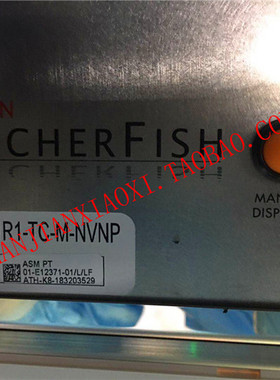 N
CHERFISH
MAN
DISP
R1-TC-M-NVNP
ASM PT
01-E12371-01/L/LF
ATH-K8-183203529
ANJIANXIAOXI.TAOBAO.CO